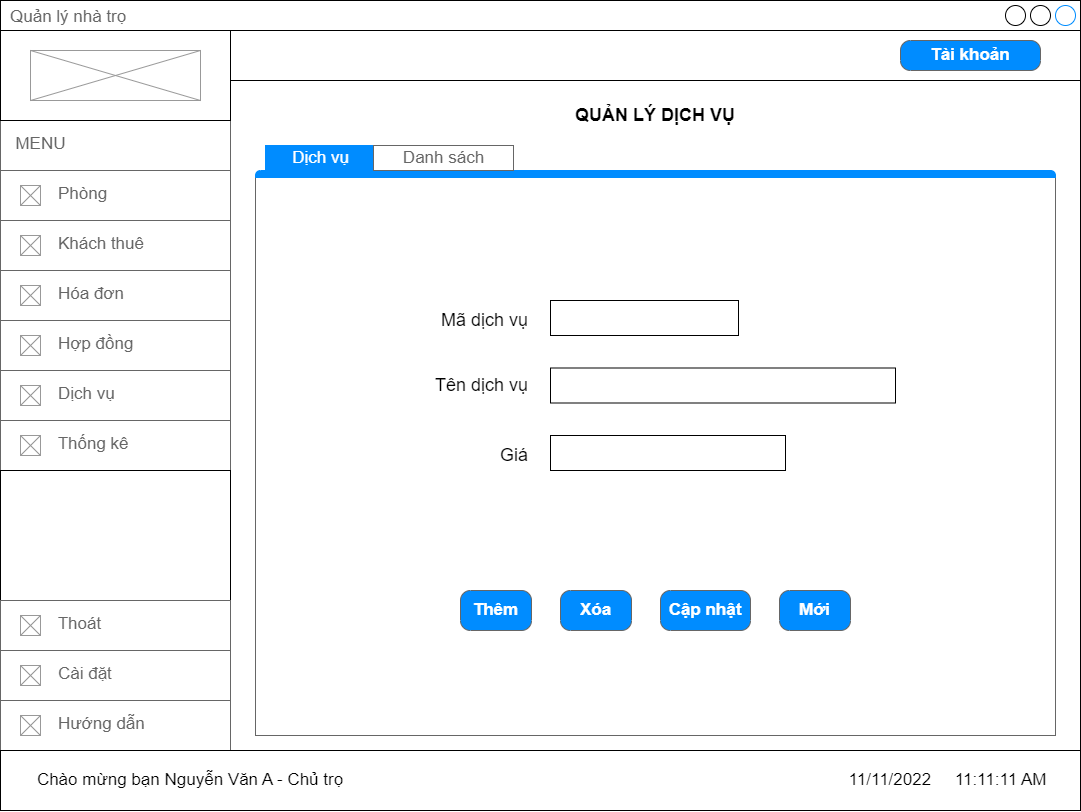 Quản lý nhà trọ
Tài khoản
MENU
Phòng
Khách thuê
Hóa đơn
Hợp đồng
Dịch vụ
Thống kê
Thoát
Cài đặt
Hướng dẫn
QUẢN LÝ DỊCH VỤ
Dịch vụ Danh sách
Mã dịch vụ
Tên dịch vụ
Giá
Thêm Xóa Cập nhật Mới
Chào mừng bạn Nguyễn Văn A - Chủ trọ 11/11/2022 11:11:11 AM